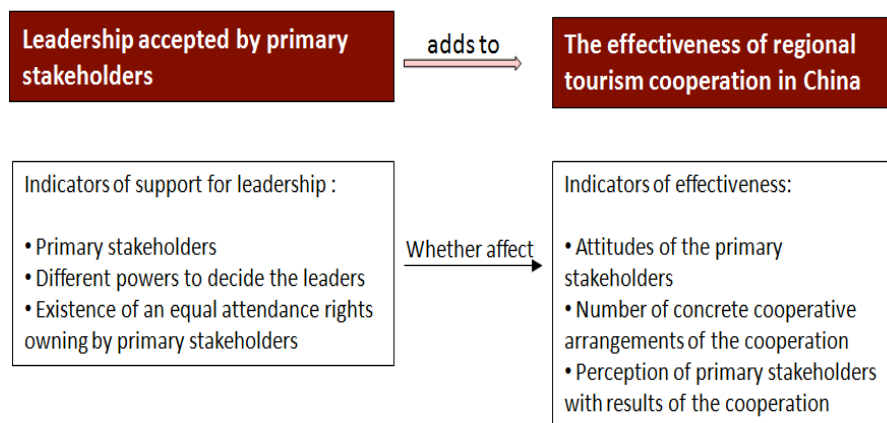 Leadership accepted by primary
stakeholders
adds to
The effectiveness of regional
tourism cooperation in China
Indicators of support for leadership :
• Primary stakeholders
• Different powers to decide the leaders
• Existence of an equal attendance rights
owning by primary stakeholders
Whether affect
Indicators of effectiveness:
• Attitudes of the primary
stakeholders
• Number of concrete cooperative
arrangements of the cooperation
• Perception of primary stakeholders
with results of the cooperation